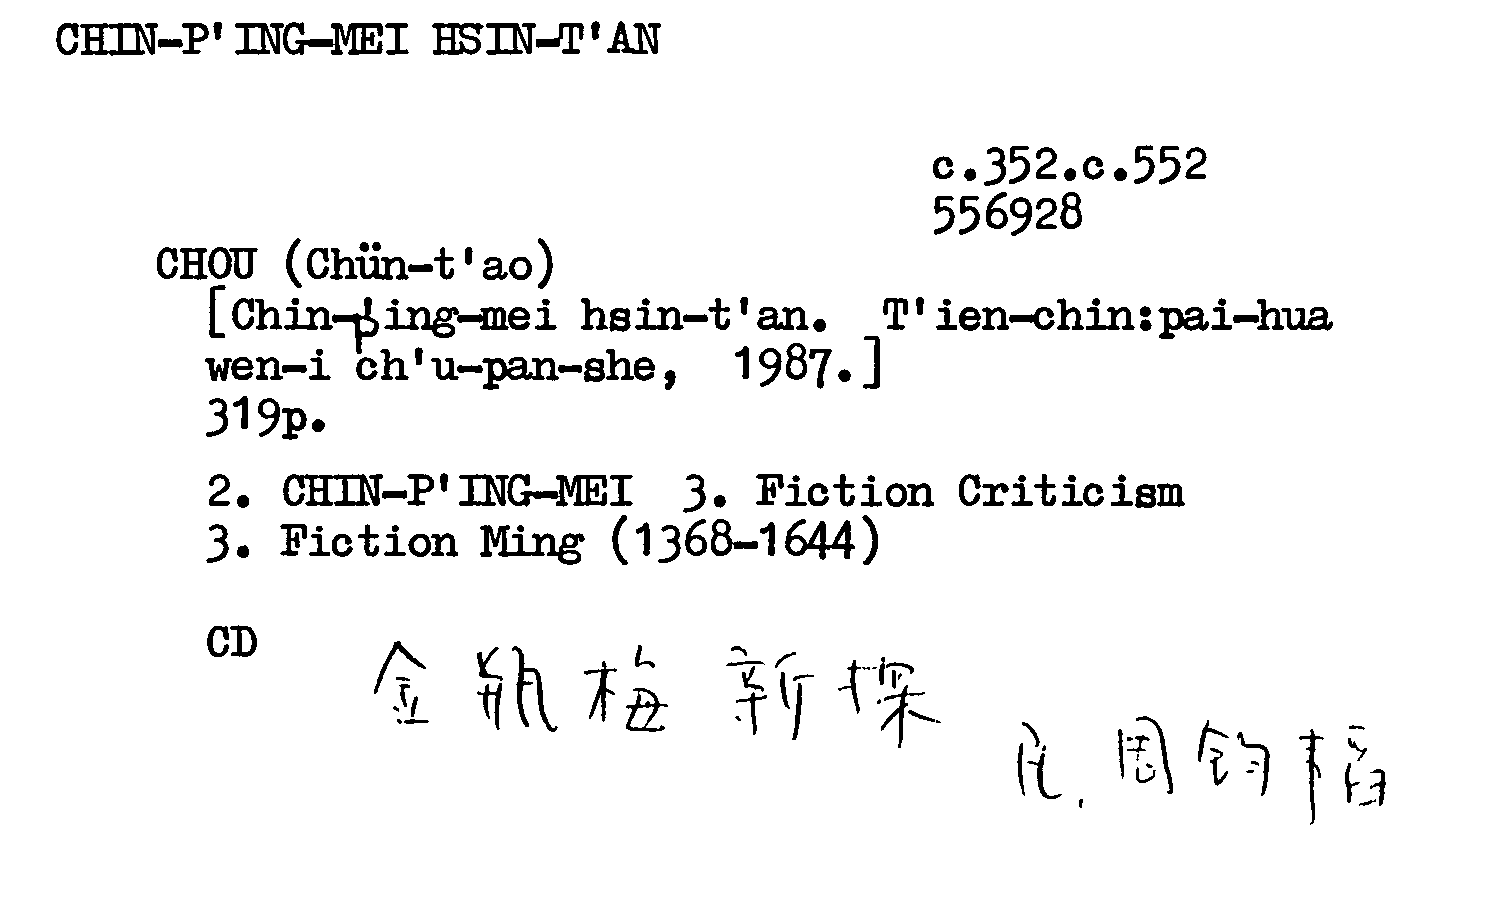 CHIN-P'ING-MEI HSIN-T'AN
c.352.c.552
556928
CHOU (Chün-t'ao)
[Chin-p'ing-mei hsin-t'an. T'ien-chin:pai-hua
wen-i ch'u-pan-she, 1987.]
319p.
2. CHIN-P'ING-MEI 3. Fiction Criticism
3. Fiction Ming (1368-1644)
CD
金瓶梅新探
民. 周钧韬